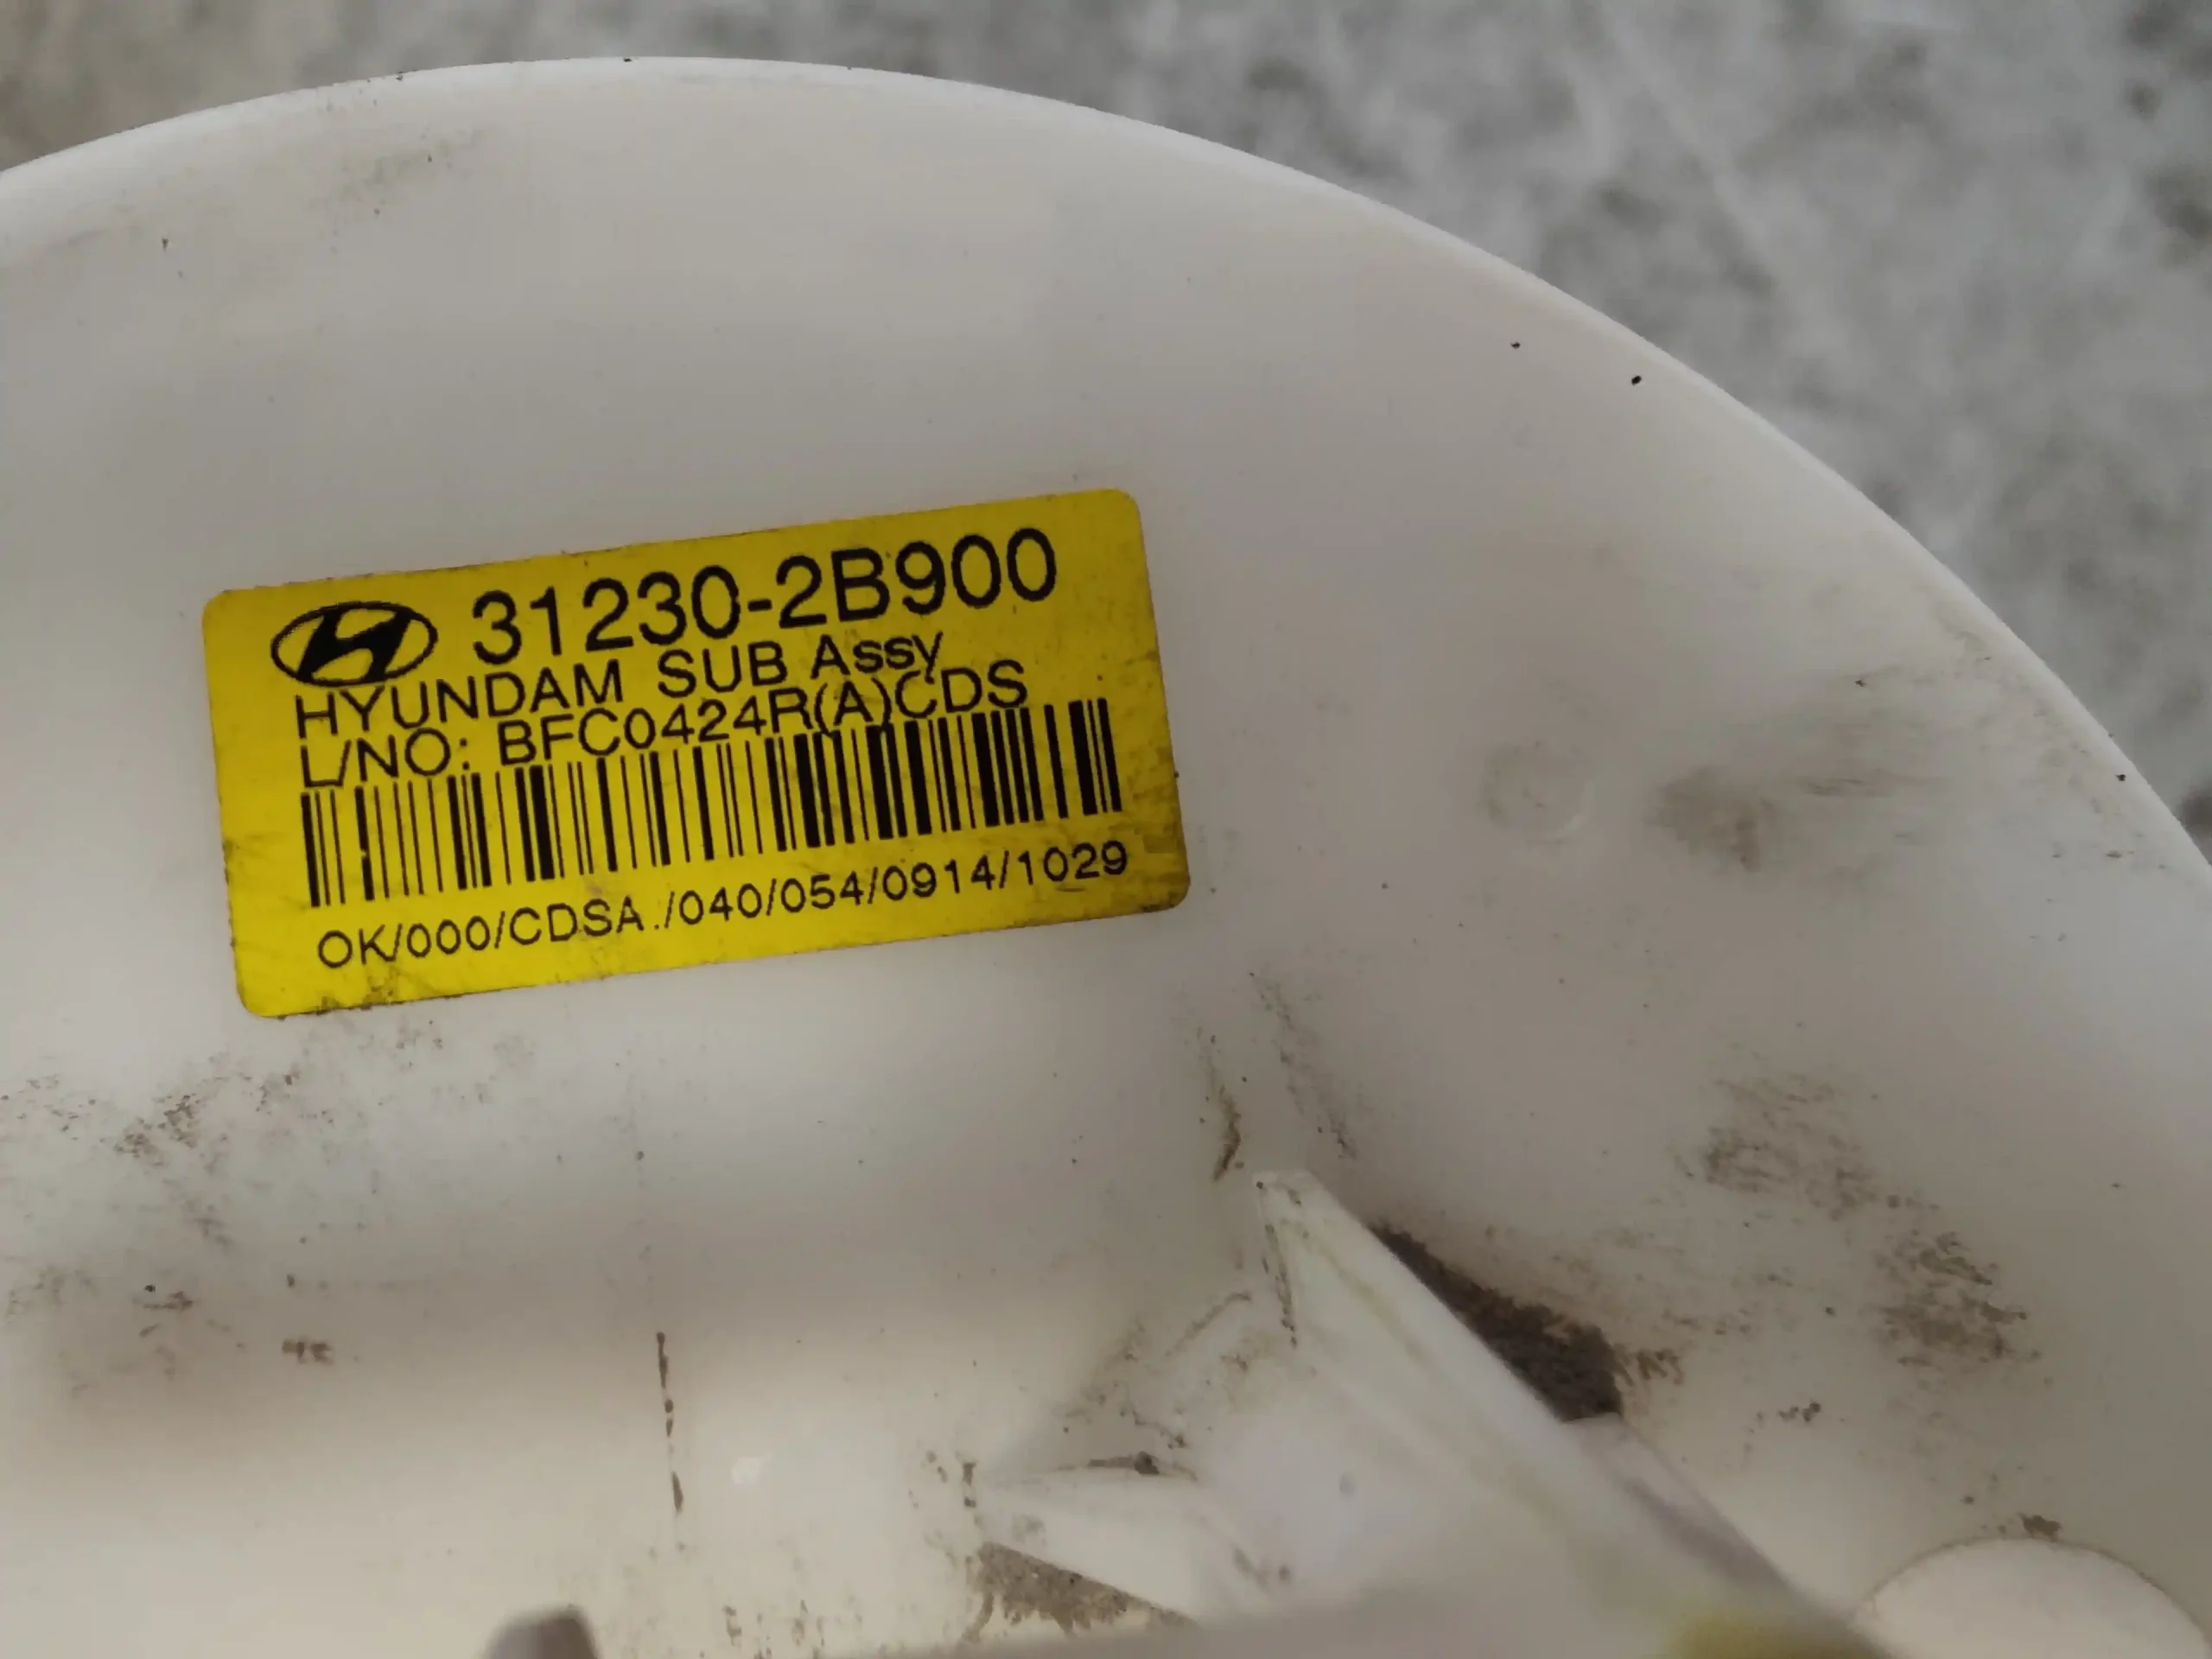 31230-2B900
HYUNDAM SUB Assy
L/NO: BFC0424R(A)CDS
OK/000/CDSA./040/054/0914/1029